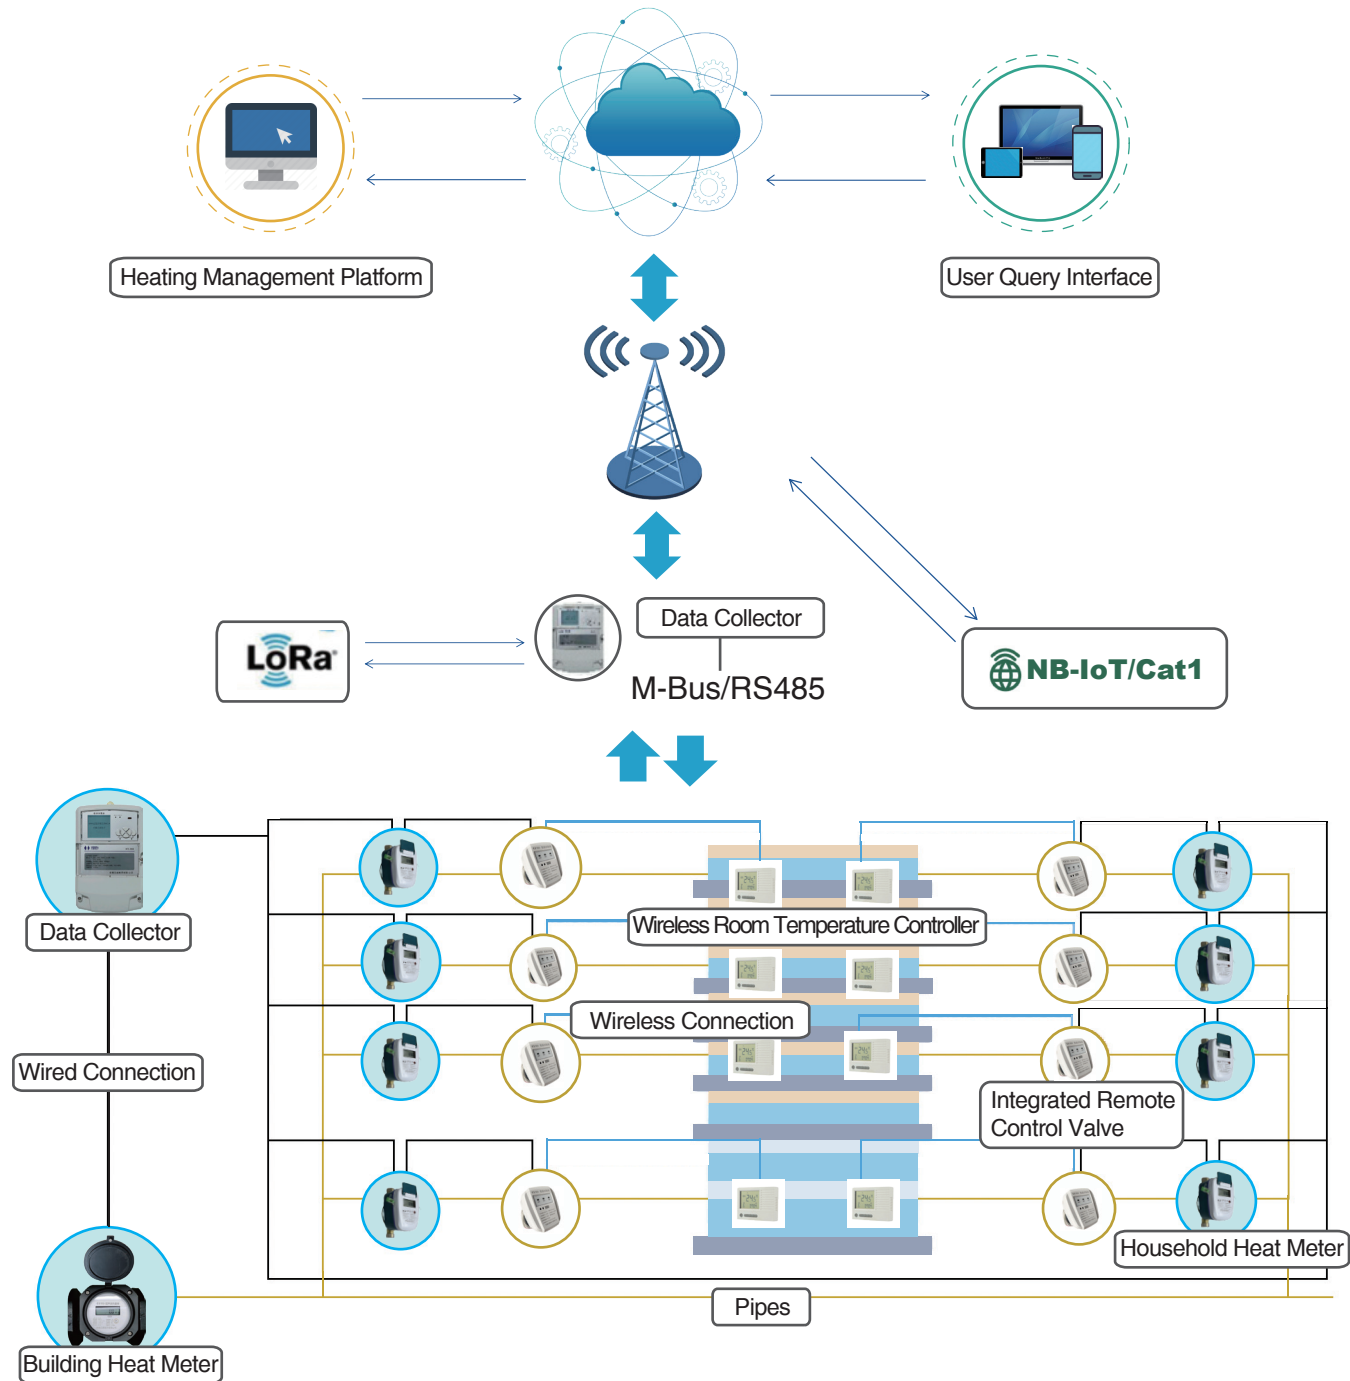 Heating Management Platform
User Query Interface
Data Collector
LoRa
M-Bus/RS485
NB-IoT/Cat1
Data Collector
Wireless Room Temperature Controller
Wireless Connection
Wired Connection
Integrated Remote
Control Valve
Household Heat Meter
Pipes
Building Heat Meter